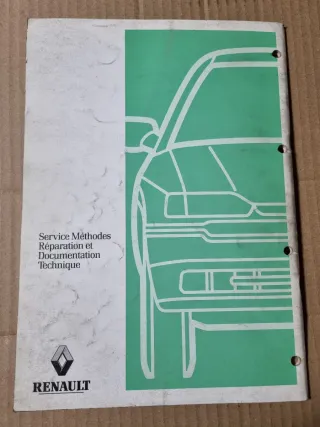 Service Méthodes
Réparation et
Documentation
Technique
RENAULT